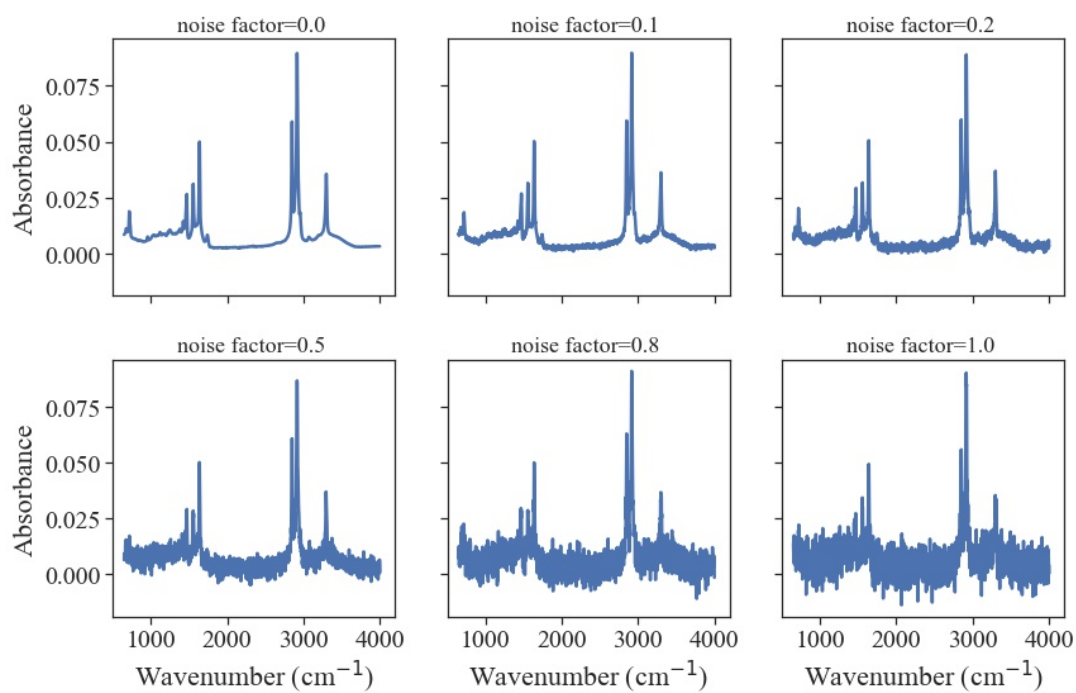 noise factor=0.0
noise factor=0.1
noise factor=0.2
Absorbance
0.075
0.050
0.025
0.000
noise factor=0.5
noise factor=0.8
noise factor=1.0
Absorbance
0.075
0.050
0.025
0.000
1000 2000 3000 4000
1000 2000 3000 4000
1000 2000 3000 4000
Wavenumber (cm⁻¹)
Wavenumber (cm⁻¹)
Wavenumber (cm⁻¹)